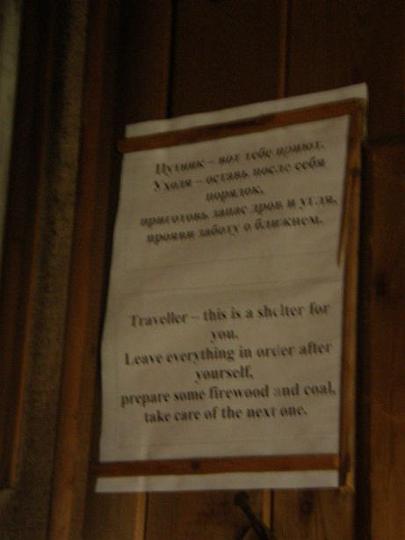 Путник – вот тебе приют.
Уходя – оставь после себя
порядок,
приготовь запас дров и угля,
прояви заботу о ближнем.
Traveller – this is a shelter for
you.
Leave everything in order after
yourself,
prepare some firewood and coal,
take care of the next one.